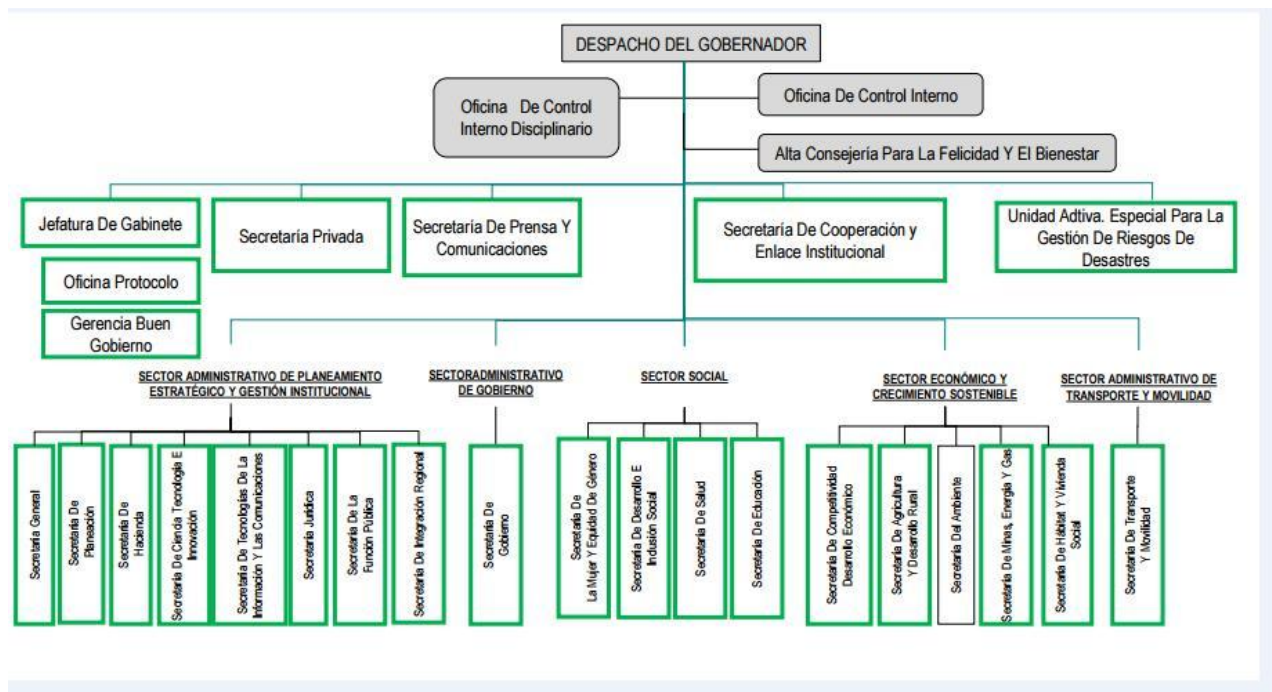 DESPACHO DEL GOBERNADOR
Oficina De Control
Interno Disciplinario
Oficina De Control Interno
Alta Consejería Para La Felicidad Y El Bienestar
Jefatura De Gabinete
Secretaría Privada
Secretaría De Prensa Y
Comunicaciones
Secretaría De Cooperación y
Enlace Institucional
Unidad Adtiva. Especial Para La
Gestión De Riesgos De
Desastres
Oficina Protocolo
Gerencia Buen
Gobierno
SECTOR ADMINISTRATIVO DE PLANEAMIENTO
ESTRATÉGICO Y GESTIÓN INSTITUCIONAL
SECTORADMINISTRATIVO
DE GOBIERNO
SECTOR SOCIAL
SECTOR ECONÓMICO Y
CRECIMIENTO SOSTENIBLE
SECTOR ADMINISTRATIVO DE
TRANSPORTE Y MOVILIDAD
Secretaría General
Secretaría De
Planeación
Secretaría De
Hacienda
Secretaría De Ciencia Tecnología E
Innovación
Secretaría De Tecnologías De La
Información Y Las Comunicaciones
Secretaría Jurídica
Secretaría De La
Función Pública
Secretaría De Integración Regional
Secretaría De
Gobierno
Secretaría De
La Mujer Y Equidad De Género
Secretaría De Desarrollo E
Inclusión Social
Secretaría De Salud
Secretaría De Educación
Secretaría De Competitividad
Desarrollo Económico
Secretaría De Agricultura
Y Desarrollo Rural
Secretaría Del Ambiente
Secretaría De Minas, Energía Y Gas
Secretaría De Hábitat Y Vivienda
Social
Secretaría De Transporte
Y Movilidad